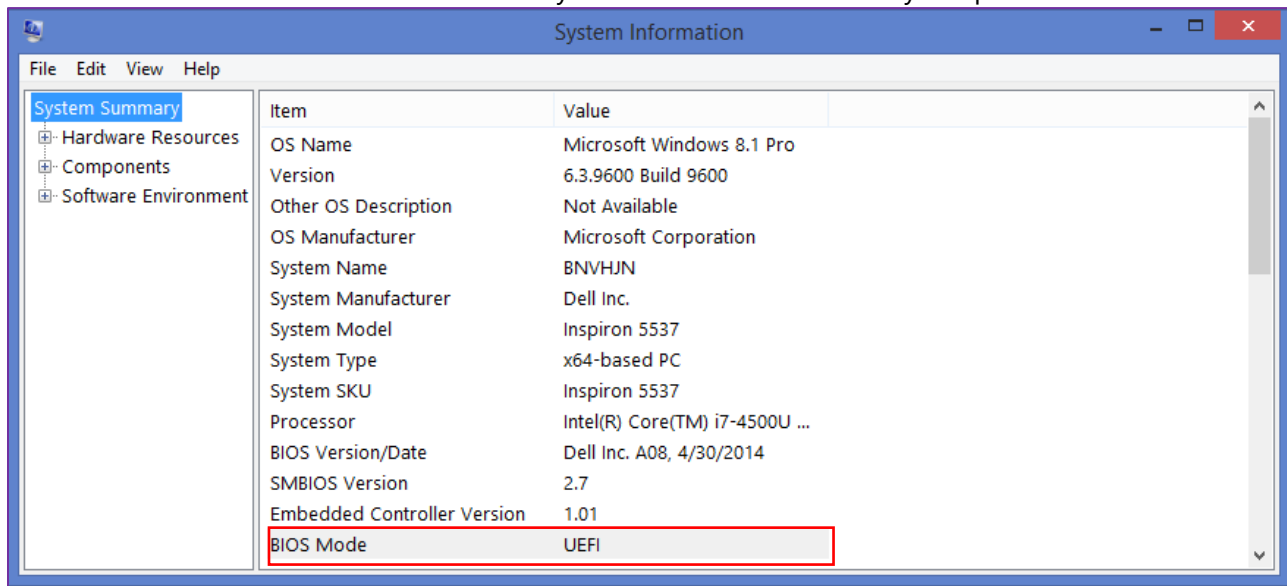 System Information
File Edit View Help
System Summary
Hardware Resources
Components
Software Environment
Item Value
OS Name Microsoft Windows 8.1 Pro
Version 6.3.9600 Build 9600
Other OS Description Not Available
OS Manufacturer Microsoft Corporation
System Name BNVHJN
System Manufacturer Dell Inc.
System Model Inspiron 5537
System Type x64-based PC
System SKU Inspiron 5537
Processor Intel(R) Core(TM) i7-4500U ...
BIOS Version/Date Dell Inc. A08, 4/30/2014
SMBIOS Version 2.7
Embedded Controller Version 1.01
BIOS Mode UEFI